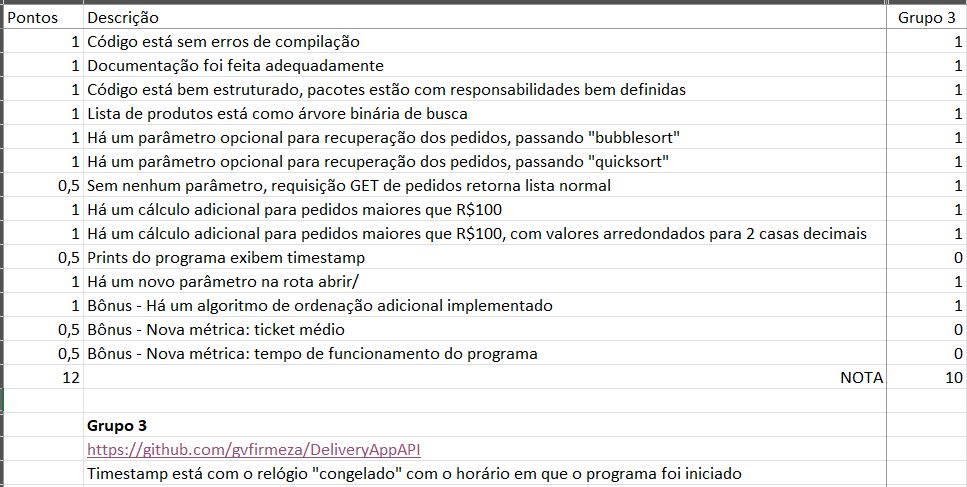 Pontos Descrição Grupo 3
1 Código está sem erros de compilação 1
1 Documentação foi feita adequadamente 1
1 Código está bem estruturado, pacotes estão com responsabilidades bem definidas 1
1 Lista de produtos está como árvore binária de busca 1
1 Há um parâmetro opcional para recuperação dos pedidos, passando "bubblesort" 1
1 Há um parâmetro opcional para recuperação dos pedidos, passando "quicksort" 1
0,5 Sem nenhum parâmetro, requisição GET de pedidos retorna lista normal 1
1 Há um cálculo adicional para pedidos maiores que R$100 1
1 Há um cálculo adicional para pedidos maiores que R$100, com valores arredondados para 2 casas decimais 1
0,5 Prints do programa exibem timestamp 0
1 Há um novo parâmetro na rota abrir/ 1
1 Bônus - Há um algoritmo de ordenação adicional implementado 1
0,5 Bônus - Nova métrica: ticket médio 0
0,5 Bônus - Nova métrica: tempo de funcionamento do programa 0
12 NOTA 10
Grupo 3
https://github.com/gvfirmeza/DeliveryAppAPI
Timestamp está com o relógio "congelado" com o horário em que o programa foi iniciado